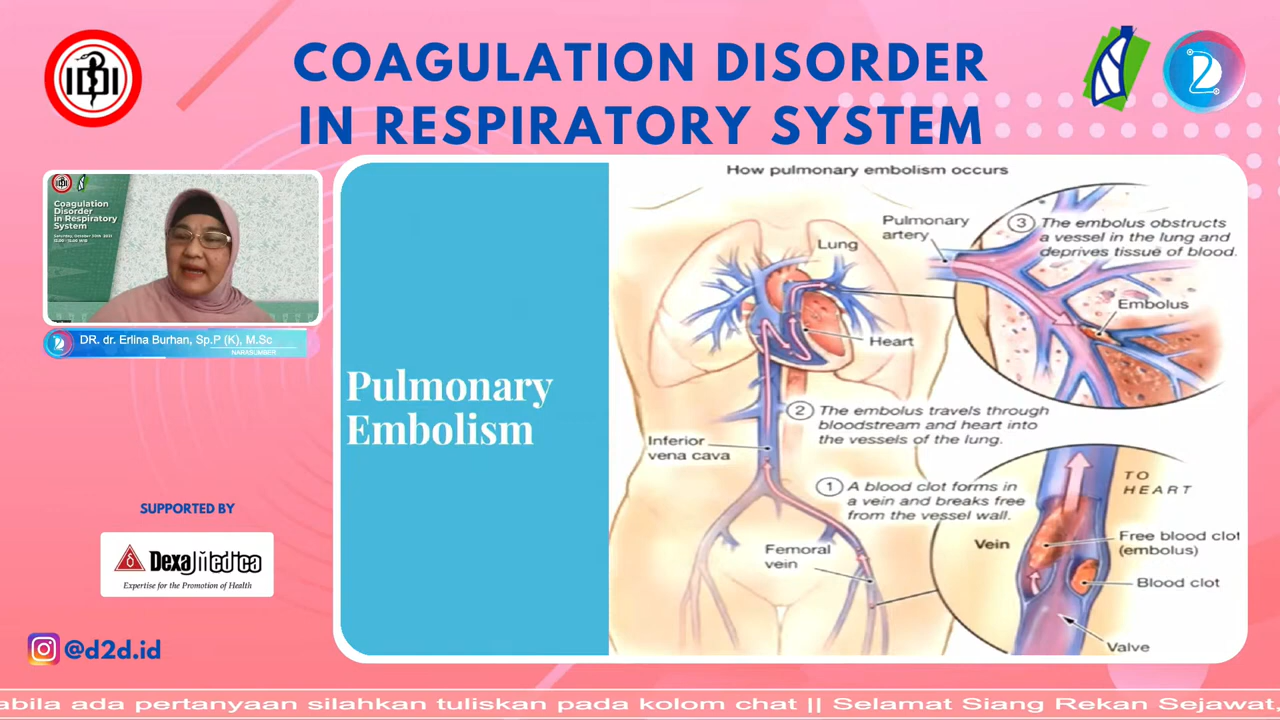 COAGULATION DISORDER
IN RESPIRATORY SYSTEM
IDI
Coagulation
Disorder
in Respiratory
System
DR. dr. Erlina Burhan, Sp.P (K), M.Sc
NARASUMBER
SUPPORTED BY
DexaMedica
Expertise for the Promotion of Health
@d2d.id
Pulmonary
Embolism
How pulmonary embolism occurs
Pulmonary
artery
Lung
Heart
3 The embolus obstructs
a vessel in the lung and
deprives tissue of blood.
Embolus
2 The embolus travels through
bloodstream and heart into
the vessels of the lung.
Inferior
vena cava
1 A blood clot forms in
a vein and breaks free
from the vessel wall.
Femoral
vein
TO
HEART
Vein
Free blood clot
(embolus)
Blood clot
Valve
abila ada pertanyaan silahkan tuliskan pada kolom chat || Selamat Siang Rekan Sejawat,